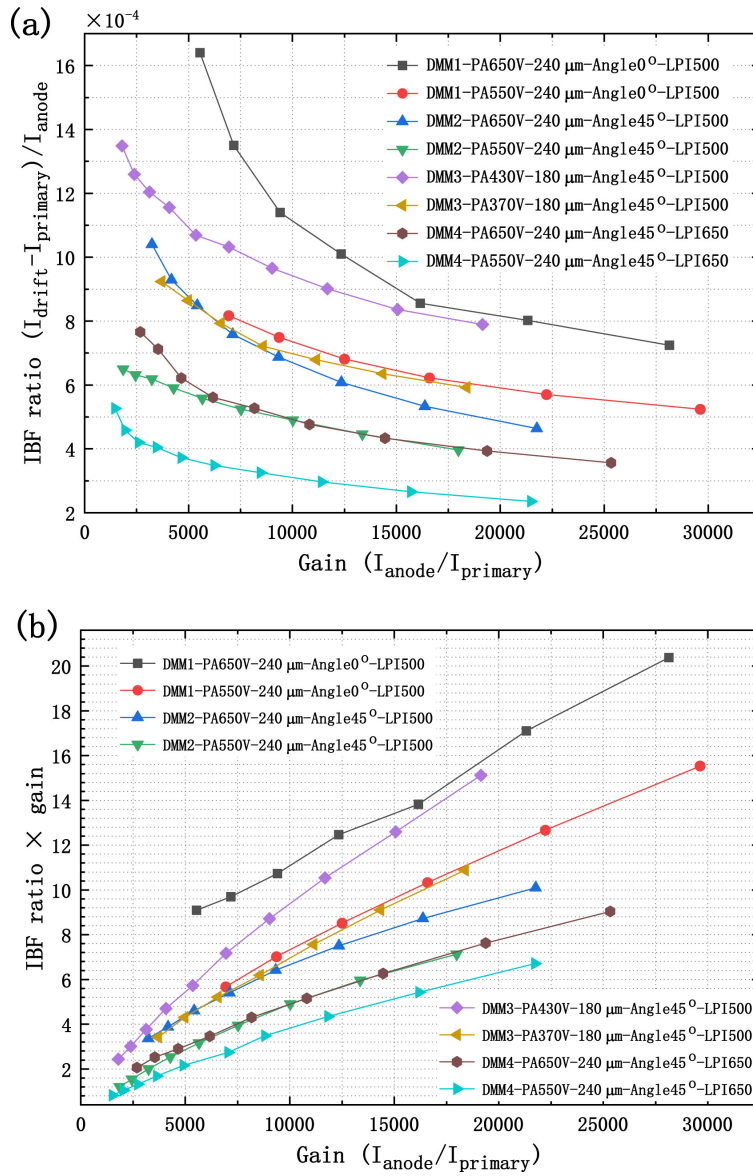 (a)
×10⁻⁴
16
14
12
10
8
6
4
2
IBF ratio (I_drift-I_primary)/I_anode
DMM1-PA650V-240 μm-Angle0°-LPI500
DMM1-PA550V-240 μm-Angle0°-LPI500
DMM2-PA650V-240 μm-Angle45°-LPI500
DMM2-PA550V-240 μm-Angle45°-LPI500
DMM3-PA430V-180 μm-Angle45°-LPI500
DMM3-PA370V-180 μm-Angle45°-LPI500
DMM4-PA650V-240 μm-Angle45°-LPI650
DMM4-PA550V-240 μm-Angle45°-LPI650
0 5000 10000 15000 20000 25000 30000
Gain (I_anode/I_primary)
(b)
20
18
16
14
12
10
8
6
4
2
IBF ratio × gain
DMM1-PA650V-240 μm-Angle0°-LPI500
DMM1-PA550V-240 μm-Angle0°-LPI500
DMM2-PA650V-240 μm-Angle45°-LPI500
DMM2-PA550V-240 μm-Angle45°-LPI500
DMM3-PA430V-180 μm-Angle45°-LPI500
DMM3-PA370V-180 μm-Angle45°-LPI500
DMM4-PA650V-240 μm-Angle45°-LPI650
DMM4-PA550V-240 μm-Angle45°-LPI650
0 5000 10000 15000 20000 25000 30000
Gain (I_anode/I_primary)